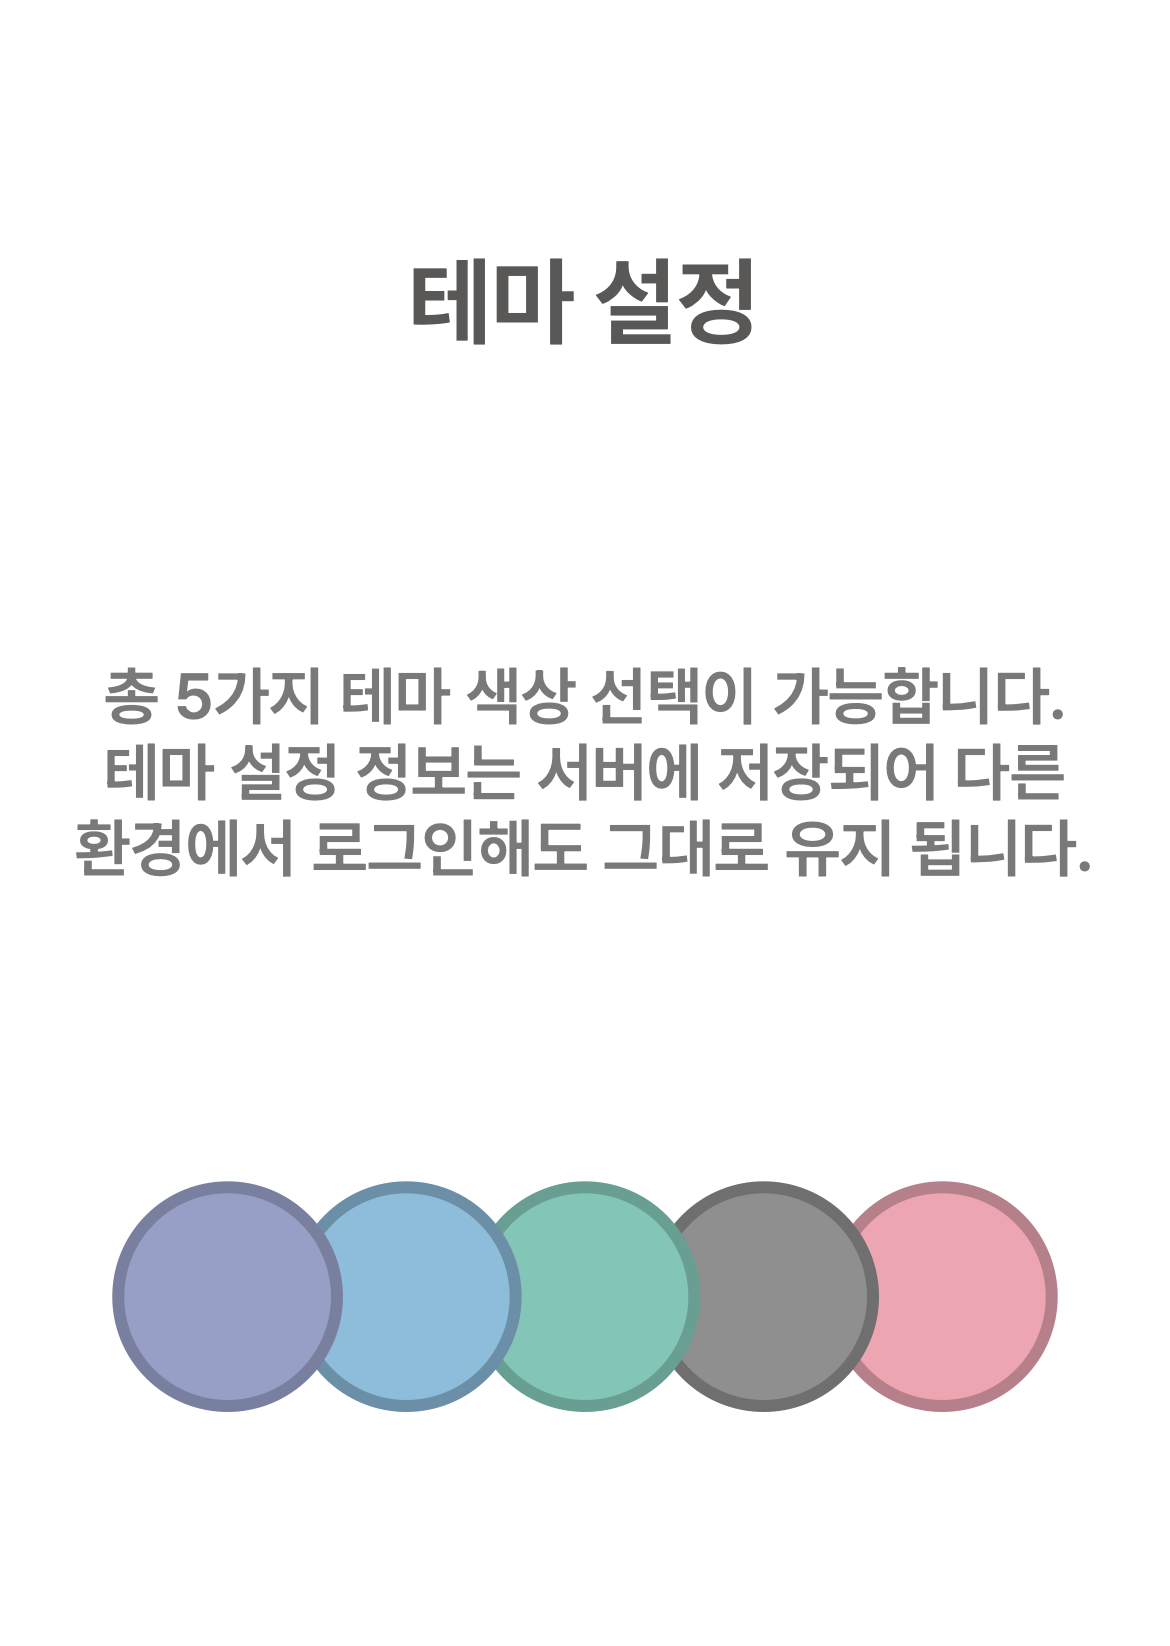 테마 설정
총 5가지 테마 색상 선택이 가능합니다.
테마 설정 정보는 서버에 저장되어 다른
환경에서 로그인해도 그대로 유지 됩니다.